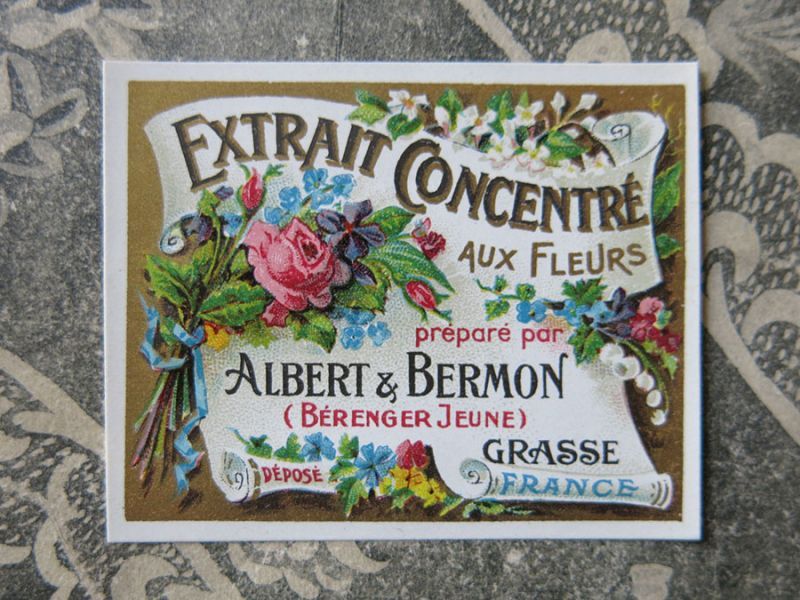 EXTRAIT CONCENTRÉ
AUX FLEURS
préparé par
ALBERT & BERMON
(BÉRENGER JEUNE)
GRASSE
DÉPOSÉ
FRANCE